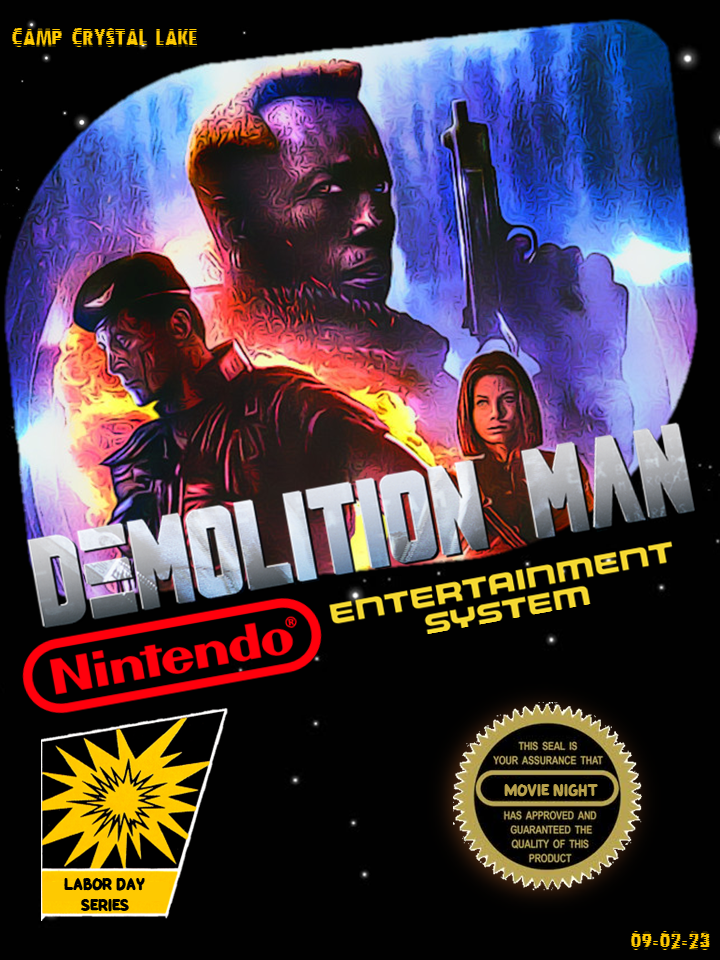 CAMP CRYSTAL LAKE
DEMOLITION MAN
Nintendo®
ENTERTAINMENT
SYSTEM
LABOR DAY
SERIES
THIS SEAL IS
YOUR ASSURANCE THAT
MOVIE NIGHT
HAS APPROVED AND
GUARANTEED THE
QUALITY OF THIS
PRODUCT
09-02-23